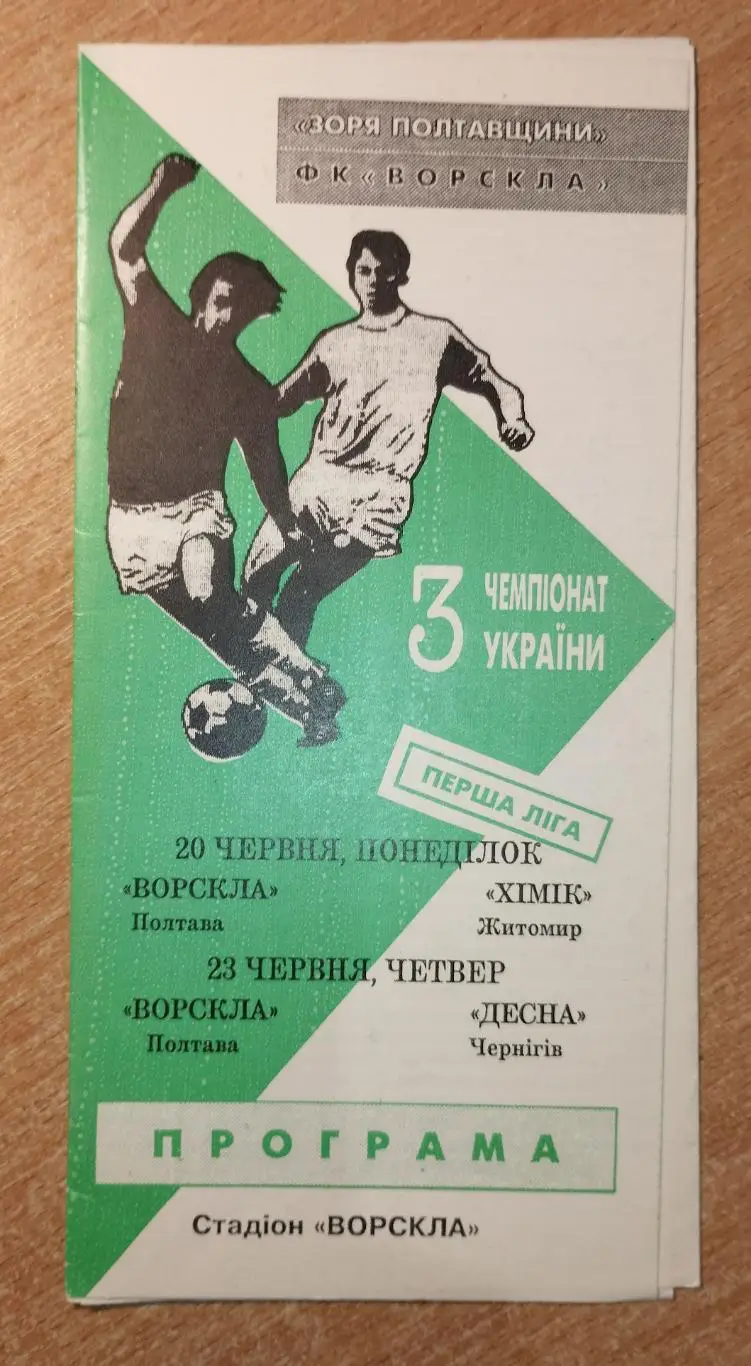 «ЗОРЯ ПОЛТАВЩИНИ»
ФК «ВОРСКЛА»
3 ЧЕМПІОНАТ
УКРАЇНИ
ПЕРША ЛІГА
20 ЧЕРВНЯ, ПОНЕДІЛОК
«ВОРСКЛА» «ХІМІК»
Полтава Житомир
23 ЧЕРВНЯ, ЧЕТВЕР
«ВОРСКЛА» «ДЕСНА»
Полтава Чернігів
ПРОГРАМА
Стадіон «ВОРСКЛА»